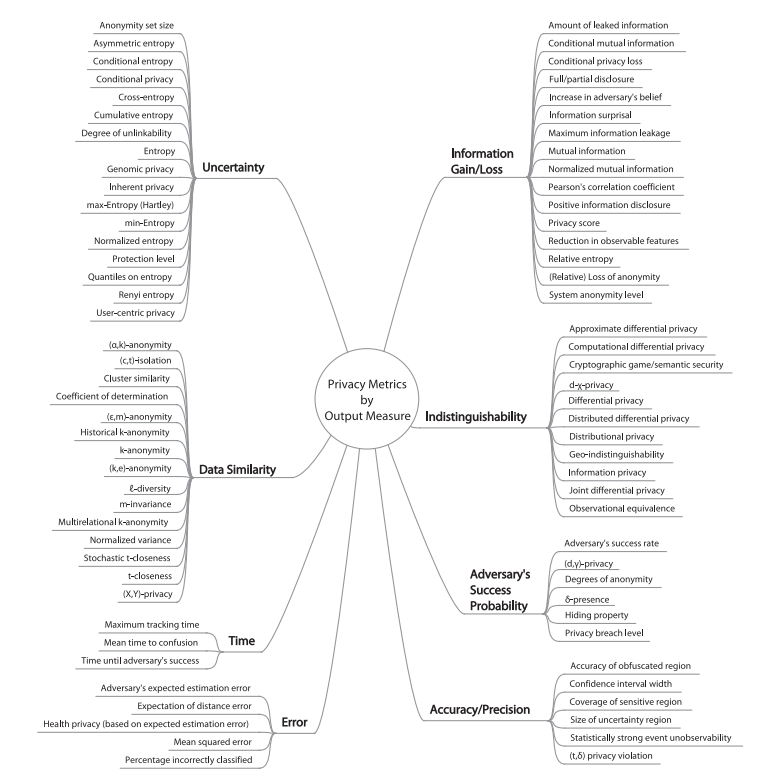 Privacy Metrics
by
Output Measure
Uncertainty
Anonymity set size
Asymmetric entropy
Conditional entropy
Conditional privacy
Cross-entropy
Cumulative entropy
Degree of unlinkability
Entropy
Genomic privacy
Inherent privacy
max-Entropy (Hartley)
min-Entropy
Normalized entropy
Protection level
Quantiles on entropy
Renyi entropy
User-centric privacy
Data Similarity
(α,k)-anonymity
(c,t)-isolation
Cluster similarity
Coefficient of determination
(ε,m)-anonymity
Historical k-anonymity
k-anonymity
(k,e)-anonymity
ℓ-diversity
m-invariance
Multirelational k-anonymity
Normalized variance
Stochastic t-closeness
t-closeness
(X,Y)-privacy
Time
Maximum tracking time
Mean time to confusion
Time until adversary's success
Error
Adversary's expected estimation error
Expectation of distance error
Health privacy (based on expected estimation error)
Mean squared error
Percentage incorrectly classified
Information
Gain/Loss
Amount of leaked information
Conditional mutual information
Conditional privacy loss
Full/partial disclosure
Increase in adversary's belief
Information surprisal
Maximum information leakage
Mutual information
Normalized mutual information
Pearson's correlation coefficient
Positive information disclosure
Privacy score
Reduction in observable features
Relative entropy
(Relative) Loss of anonymity
System anonymity level
Indistinguishability
Approximate differential privacy
Computational differential privacy
Cryptographic game/semantic security
d-χ-privacy
Differential privacy
Distributed differential privacy
Distributional privacy
Geo-indistinguishability
Information privacy
Joint differential privacy
Observational equivalence
Adversary's
Success
Probability
Adversary's success rate
(d,γ)-privacy
Degrees of anonymity
δ-presence
Hiding property
Privacy breach level
Accuracy/Precision
Accuracy of obfuscated region
Confidence interval width
Coverage of sensitive region
Size of uncertainty region
Statistically strong event unobservability
(t,δ) privacy violation